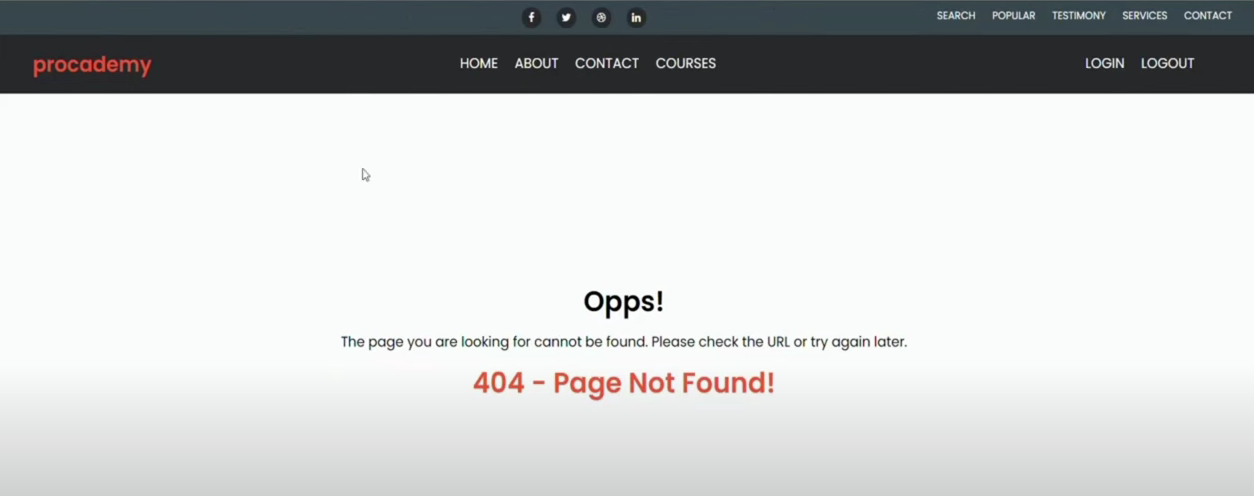 SEARCH POPULAR TESTIMONY SERVICES CONTACT
procademy HOME ABOUT CONTACT COURSES LOGIN LOGOUT
Opps!
The page you are looking for cannot be found. Please check the URL or try again later.
404 - Page Not Found!